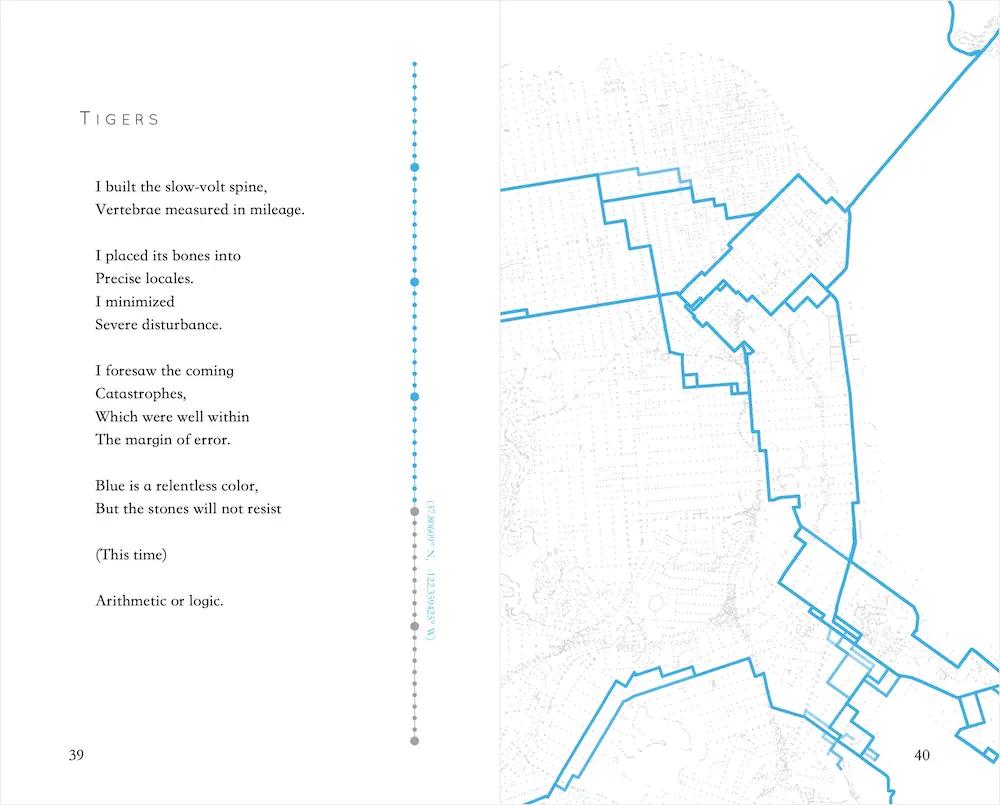 TIGERS
I built the slow-volt spine,
Vertebrae measured in mileage.
I placed its bones into
Precise locales.
I minimized
Severe disturbance.
I foresaw the coming
Catastrophes,
Which were well within
The margin of error.
Blue is a relentless color,
But the stones will not resist
(This time)
Arithmetic or logic.
(37.80609° N, 122.359425° W)
39
40